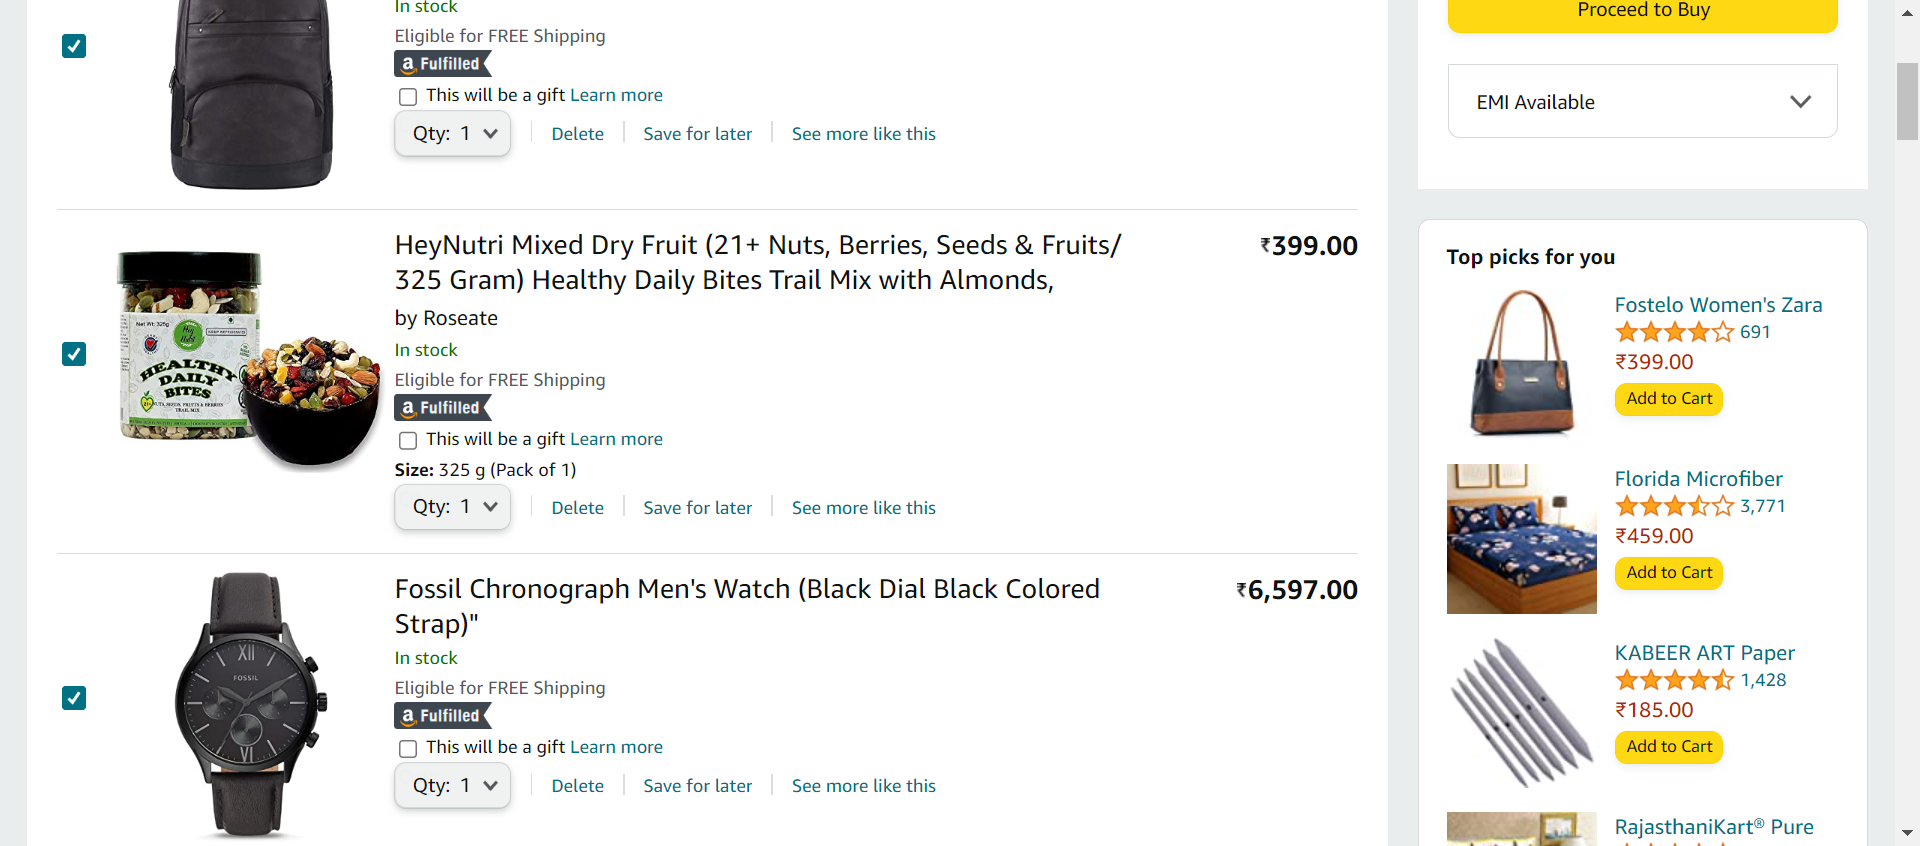 In stock
Eligible for FREE Shipping
a Fulfilled
This will be a gift Learn more
Qty: 1
Delete
Save for later
See more like this
HeyNutri Mixed Dry Fruit (21+ Nuts, Berries, Seeds & Fruits/
325 Gram) Healthy Daily Bites Trail Mix with Almonds,
₹399.00
by Roseate
In stock
Eligible for FREE Shipping
a Fulfilled
This will be a gift Learn more
Size: 325 g (Pack of 1)
Qty: 1
Delete
Save for later
See more like this
Net Wt: 325g
HEALTHY
DAILY
BITES
TRAIL MIX
Fossil Chronograph Men's Watch (Black Dial Black Colored
Strap)"
₹6,597.00
In stock
Eligible for FREE Shipping
a Fulfilled
This will be a gift Learn more
Qty: 1
Delete
Save for later
See more like this
XII
FOSSIL
VI
Proceed to Buy
EMI Available
Top picks for you
Fostelo Women's Zara
691
₹399.00
Add to Cart
Florida Microfiber
3,771
₹459.00
Add to Cart
KABEER ART Paper
1,428
₹185.00
Add to Cart
RajasthaniKart® Pure